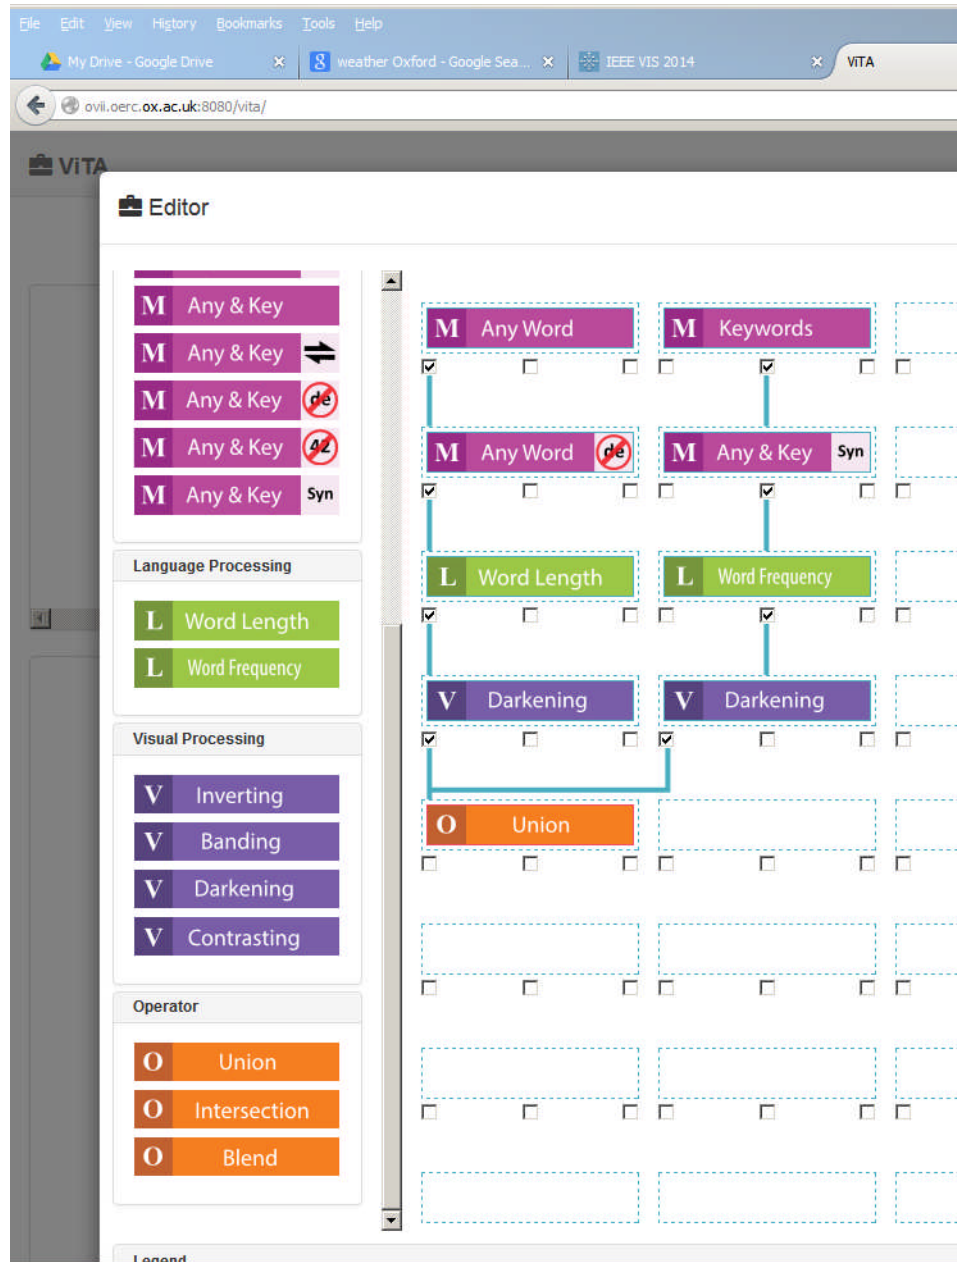 File Edit View History Bookmarks Tools Help
My Drive - Google Drive weather Oxford - Google Sea... IEEE VIS 2014 ViTA
ovii.oerc.ox.ac.uk:8080/vita/
ViTA
Editor
M Any & Key
M Any & Key
M Any & Key de
M Any & Key 42
M Any & Key Syn
Language Processing
L Word Length
L Word Frequency
Visual Processing
V Inverting
V Banding
V Darkening
V Contrasting
Operator
O Union
O Intersection
O Blend
Legend
M Any Word M Keywords
M Any Word de M Any & Key Syn
L Word Length L Word Frequency
V Darkening V Darkening
O Union